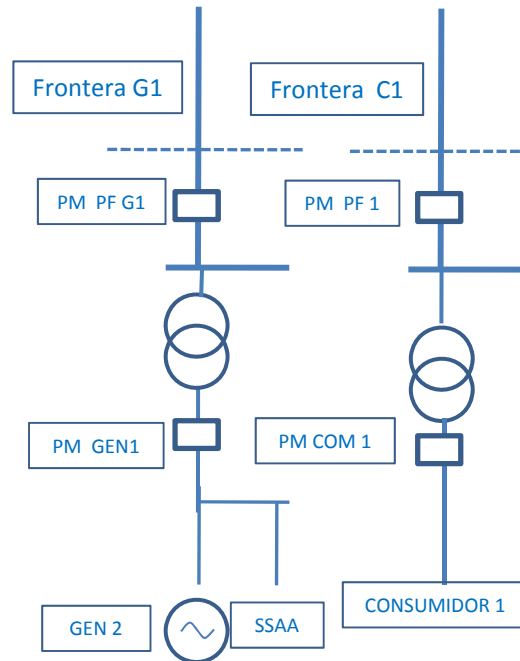 Frontera G1
Frontera C1
PM PF G1
PM PF 1
PM GEN1
PM COM 1
GEN 2
SSAA
CONSUMIDOR 1